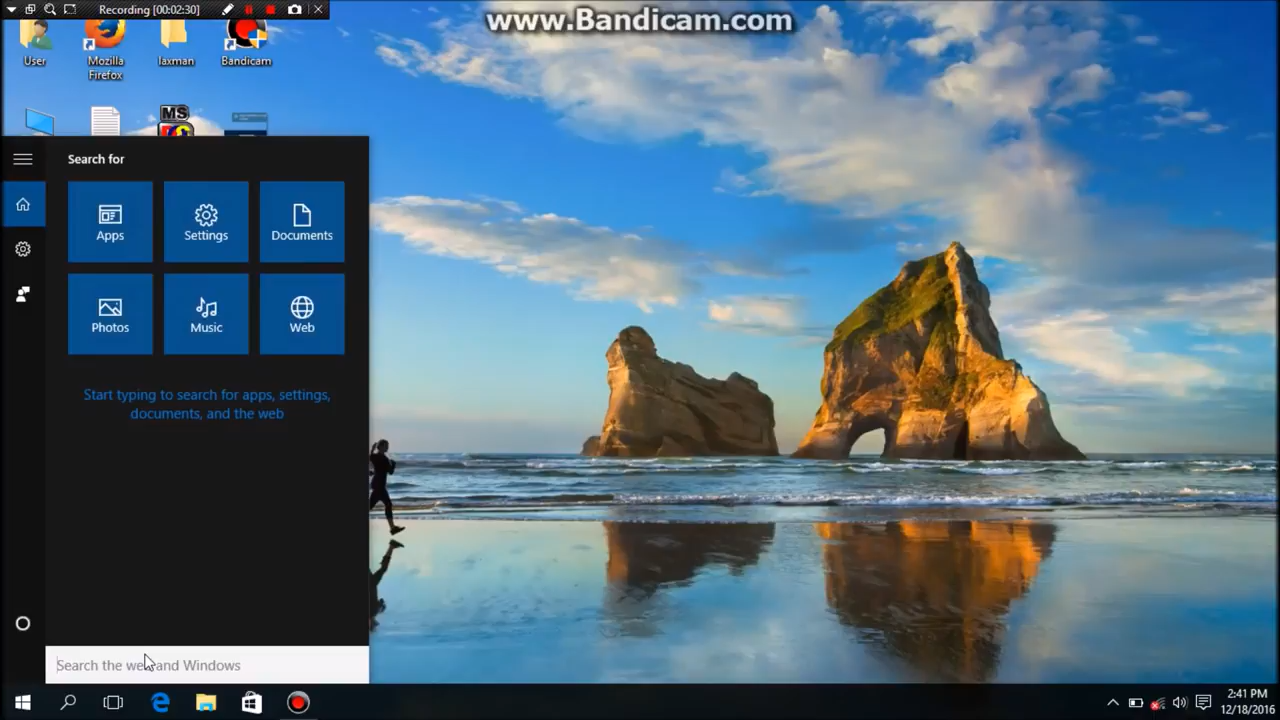 Recording [00:02:30]
www.Bandicam.com
User
Mozilla
Firefox
laxman
Bandicam
MS
Search for
Apps
Settings
Documents
Photos
Music
Web
Start typing to search for apps, settings,
documents, and the web
Search the web and Windows
2:41 PM
12/18/2016